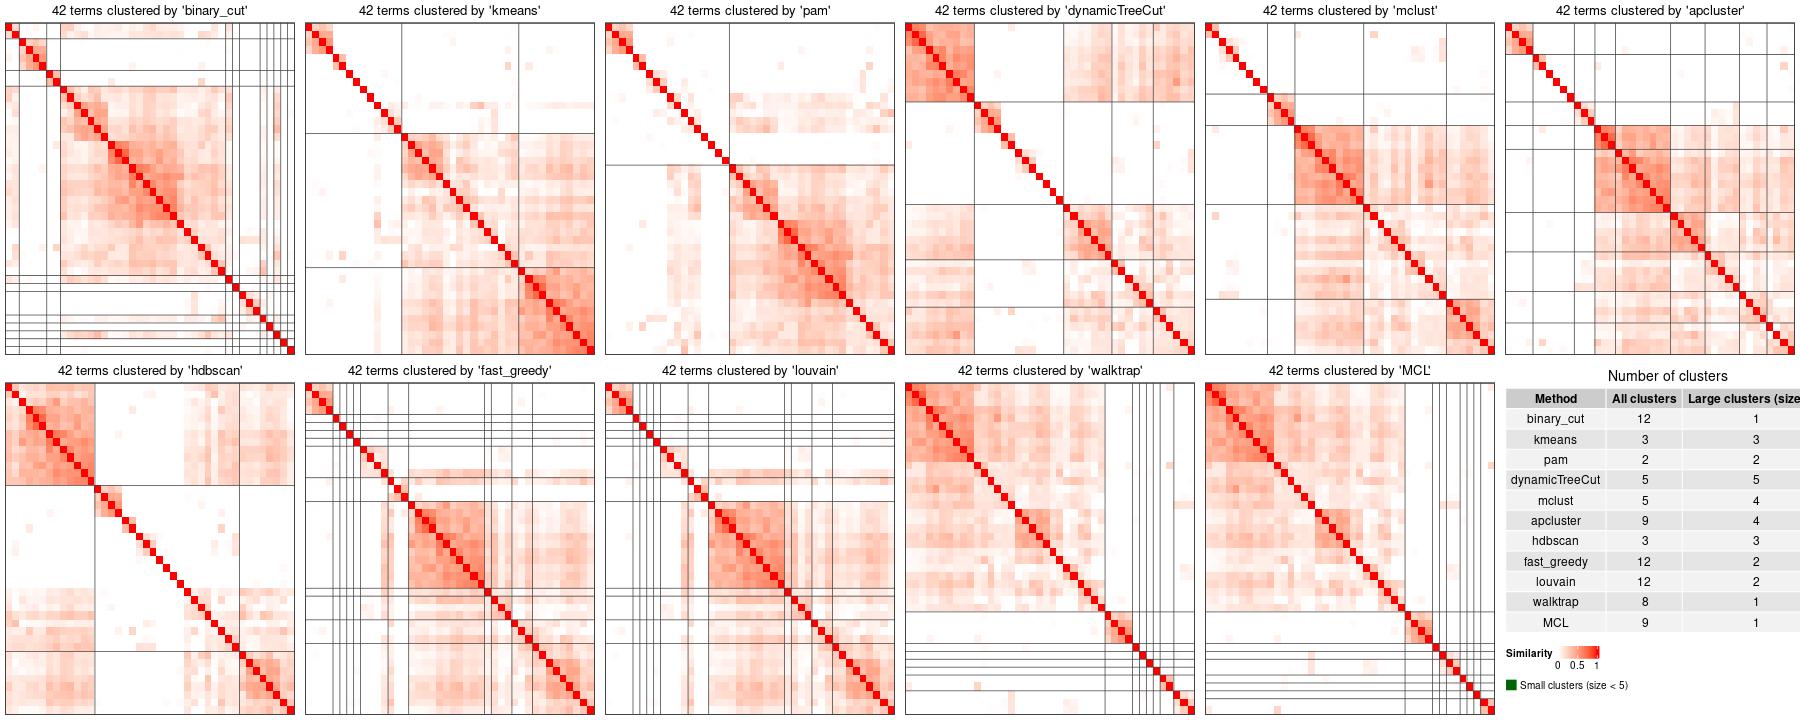 42 terms clustered by 'binary_cut'
42 terms clustered by 'kmeans'
42 terms clustered by 'pam'
42 terms clustered by 'dynamicTreeCut'
42 terms clustered by 'mclust'
42 terms clustered by 'apcluster'
42 terms clustered by 'hdbscan'
42 terms clustered by 'fast_greedy'
42 terms clustered by 'louvain'
42 terms clustered by 'walktrap'
42 terms clustered by 'MCL'
Number of clusters
Method All clusters Large clusters (size
binary_cut 12 1
kmeans 3 3
pam 2 2
dynamicTreeCut 5 5
mclust 5 4
apcluster 9 4
hdbscan 3 3
fast_greedy 12 2
louvain 12 2
walktrap 8 1
MCL 9 1
Similarity
0 0.5 1
Small clusters (size < 5)